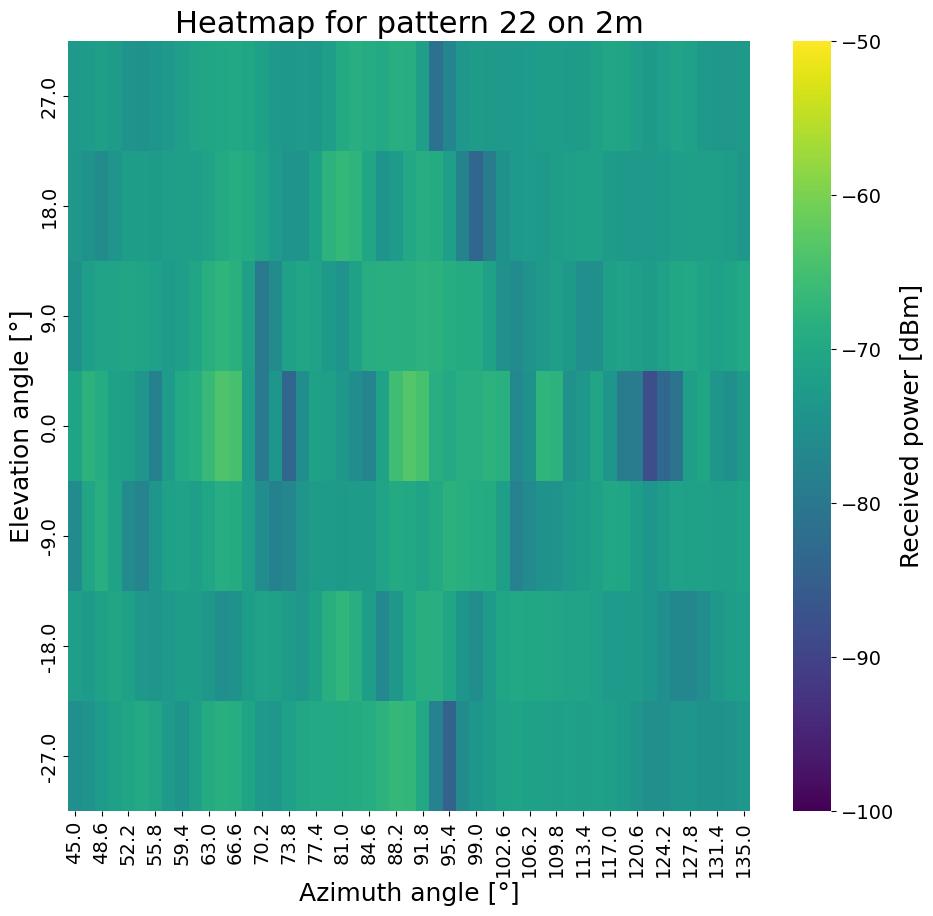 Heatmap for pattern 22 on 2m
Elevation angle [°]
27.0
18.0
9.0
0.0
-9.0
-18.0
-27.0
45.0 48.6 52.2 55.8 59.4 63.0 66.6 70.2 73.8 77.4 81.0 84.6 88.2 91.8 95.4 99.0 102.6 106.2 109.8 113.4 117.0 120.6 124.2 127.8 131.4 135.0
Azimuth angle [°]
−50
−60
−70
−80
−90
−100
Received power [dBm]